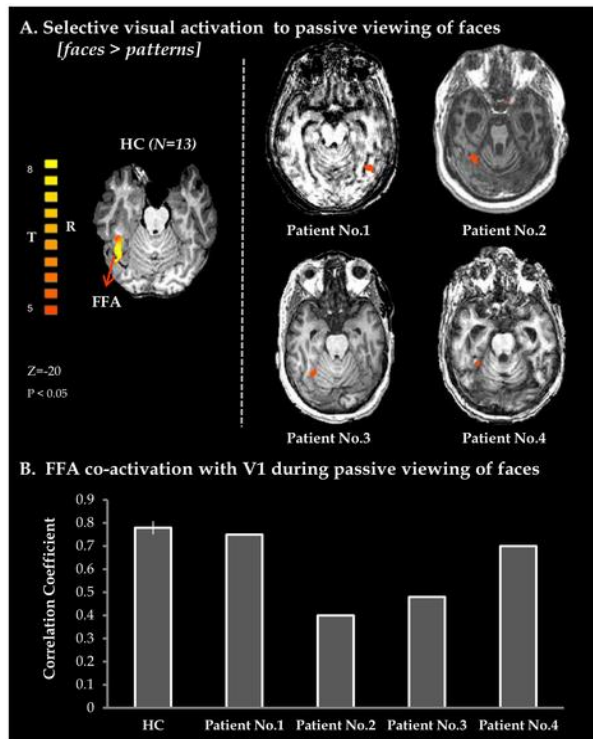 A. Selective visual activation to passive viewing of faces
[faces > patterns]
HC (N=13)
8
T
R
5
FFA
Z=-20
P < 0.05
Patient No.1
Patient No.2
Patient No.3
Patient No.4
B. FFA co-activation with V1 during passive viewing of faces
Correlation Coefficient
0.9
0.8
0.7
0.6
0.5
0.4
0.3
0.2
0.1
0
HC
Patient No.1
Patient No.2
Patient No.3
Patient No.4